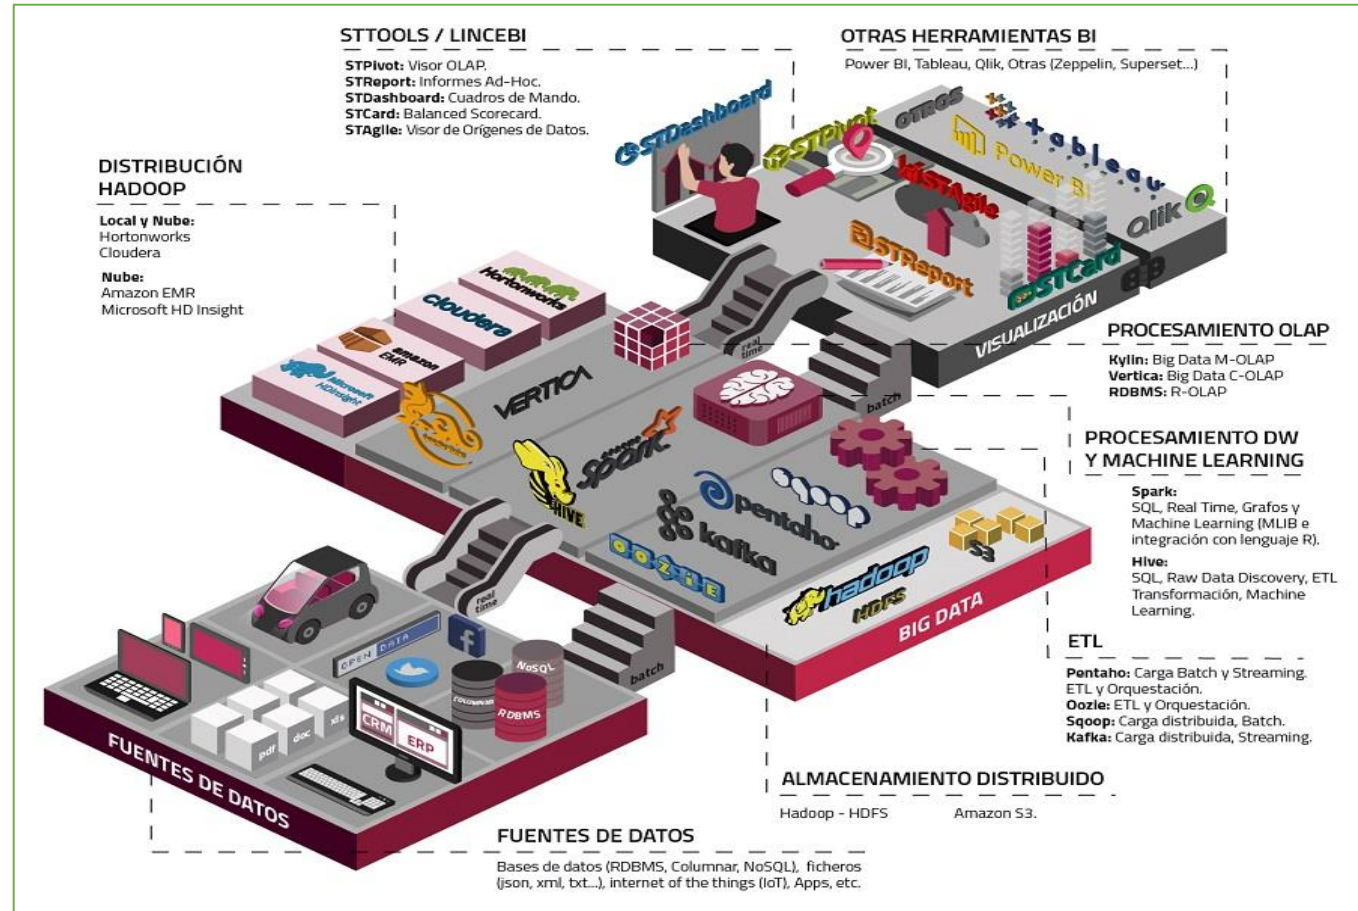 STTOOLS / LINCEBI
STPivot: Visor OLAP.
STReport: Informes Ad-Hoc.
STDashboard: Cuadros de Mando.
STCard: Balanced Scorecard.
STAgile: Visor de Orígenes de Datos.
OTRAS HERRAMIENTAS BI
Power BI, Tableau, Qlik, Otras (Zeppelin, Superset...)
DISTRIBUCIÓN
HADOOP
Local y Nube:
Hortonworks
Cloudera
Nube:
Amazon EMR
Microsoft HD Insight
STDashboard
STPivot
OTROS
tableau
Power BI
Qlik
STAgile
STReport
STCard
VISUALIZACIÓN
Hortonworks
cloudera
amazon
EMR
Microsoft
HDInsight
real
time
batch
VERTICA
PROCESAMIENTO OLAP
Kylin: Big Data M-OLAP
Vertica: Big Data C-OLAP
RDBMS: R-OLAP
PROCESAMIENTO DW
Y MACHINE LEARNING
Spark:
SQL, Real Time, Grafos y
Machine Learning (MLIB e
integración con lenguaje R).
Hive:
SQL, Raw Data Discovery, ETL
Transformación, Machine
Learning.
Spark
HIVE
sqoop
pentaho
kafka
OOZIE
S3
hadoop
HDFS
BIG DATA
ETL
Pentaho: Carga Batch y Streaming.
ETL y Orquestación.
Oozie: ETL y Orquestación.
Sqoop: Carga distribuida, Batch.
Kafka: Carga distribuida, Streaming.
real
time
batch
OPEN DATA
f
NoSQL
COLUMNAR
RDBMS
CRM
ERP
pdf
doc
xls
FUENTES DE DATOS
ALMACENAMIENTO DISTRIBUIDO
Hadoop - HDFS
Amazon S3.
FUENTES DE DATOS
Bases de datos (RDBMS, Columnar, NoSQL), ficheros
(json, xml, txt...), internet of the things (IoT), Apps, etc.